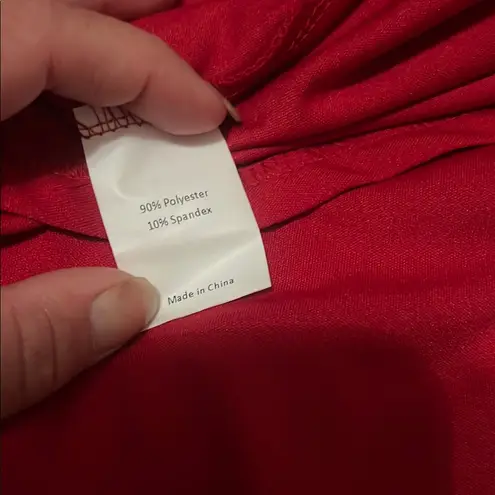 90% Polyester
10% Spandex
Made in China